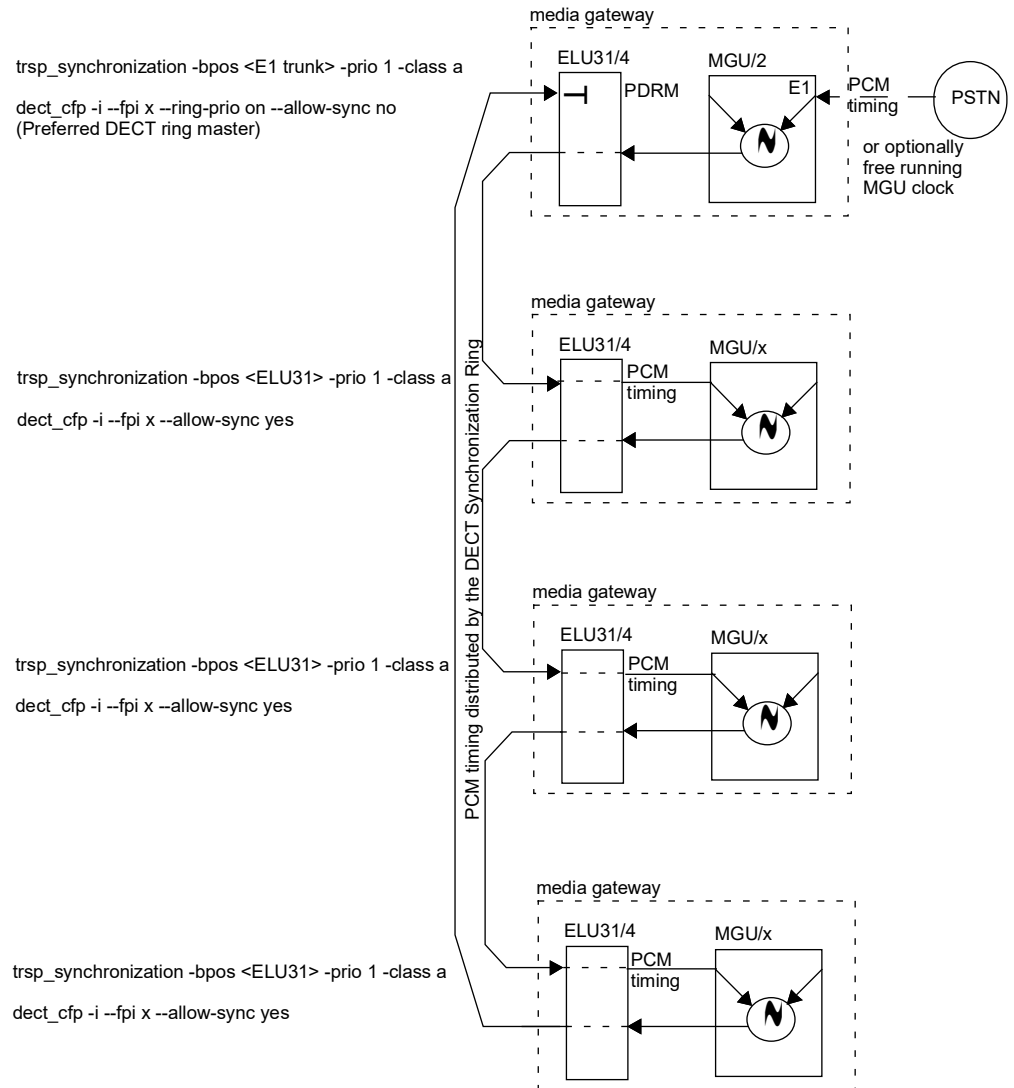 media gateway
trsp_synchronization -bpos <E1 trunk> -prio 1 -class a
dect_cfp -i --fpi x --ring-prio on --allow-sync no
(Preferred DECT ring master)
ELU31/4
PDRM
MGU/2
E1
PCM
timing
PSTN
or optionally
free running
MGU clock
PCM timing distributed by the DECT Synchronization Ring
media gateway
trsp_synchronization -bpos <ELU31> -prio 1 -class a
dect_cfp -i --fpi x --allow-sync yes
ELU31/4
PCM
timing
MGU/x
media gateway
trsp_synchronization -bpos <ELU31> -prio 1 -class a
dect_cfp -i --fpi x --allow-sync yes
ELU31/4
PCM
timing
MGU/x
media gateway
trsp_synchronization -bpos <ELU31> -prio 1 -class a
dect_cfp -i --fpi x --allow-sync yes
ELU31/4
PCM
timing
MGU/x